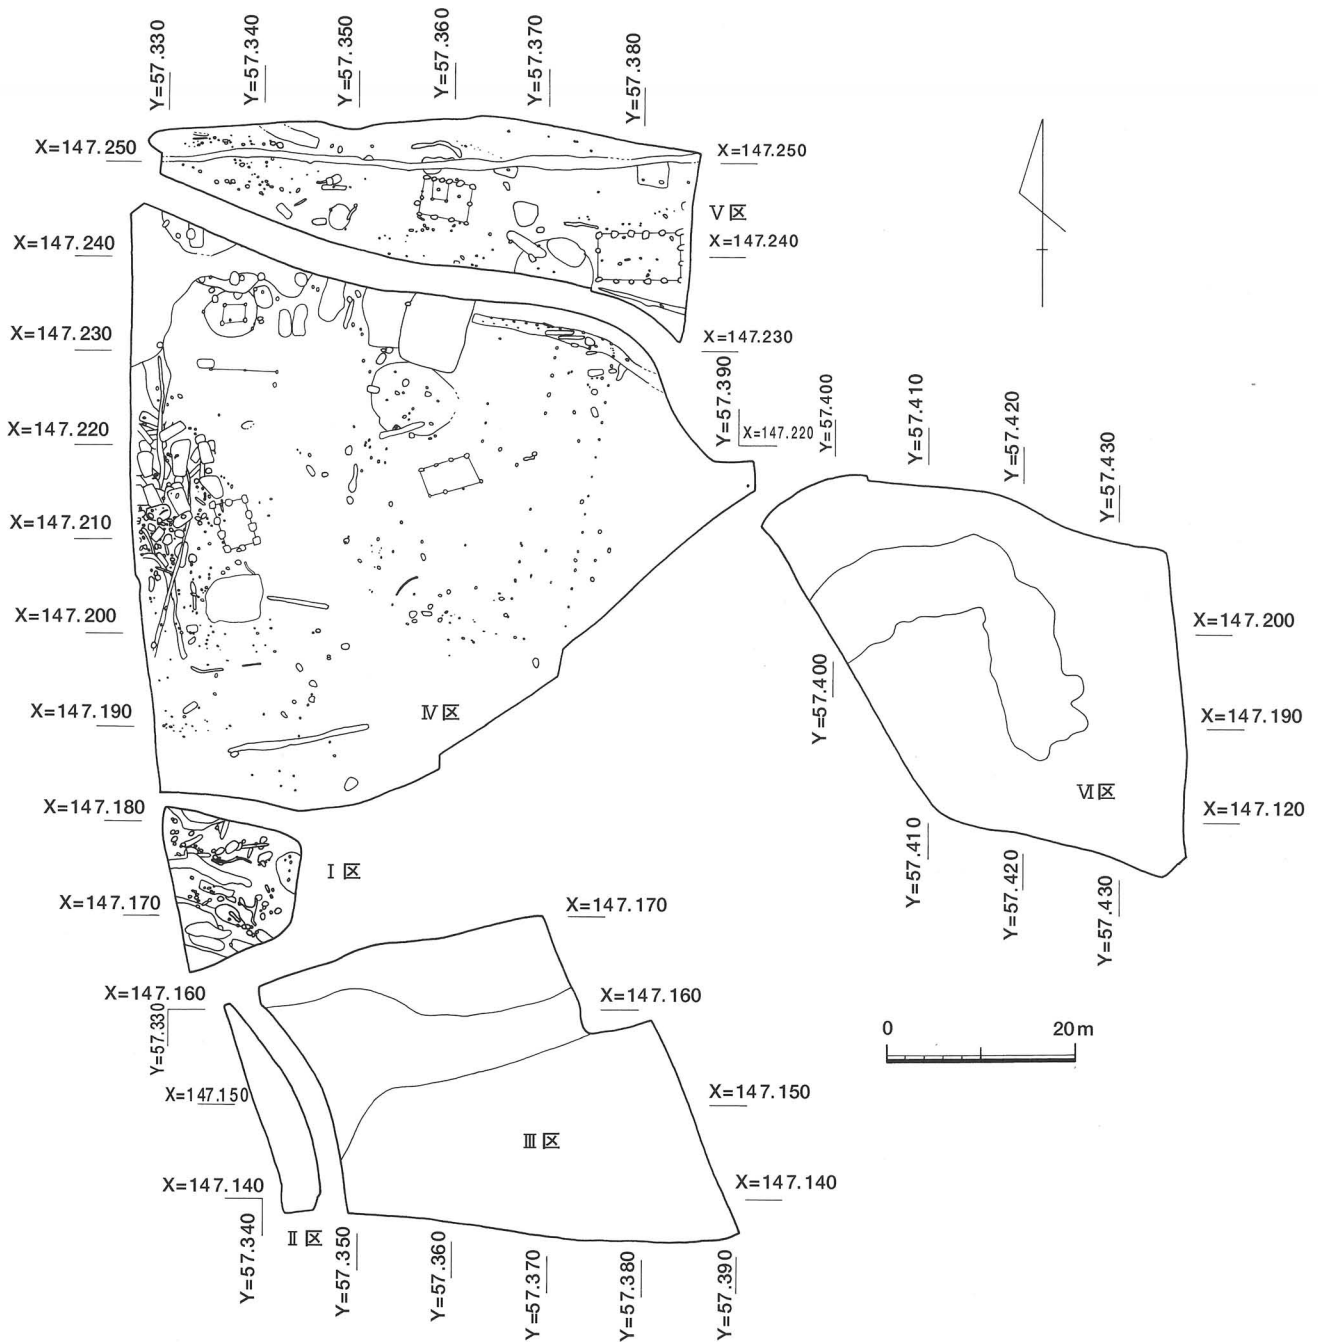 Y=57.330
Y=57.340
Y=57.350
Y=57.360
Y=57.370
Y=57.380
X=147.250
X=147.250
Ⅴ区
X=147.240
X=147.240
X=147.230
X=147.230
Y=57.390
X=147.220
Y=57.400
Y=57.410
Y=57.420
Y=57.430
X=147.220
X=147.210
X=147.200
X=147.200
Y=57.400
X=147.190
Ⅳ区
X=147.190
Ⅵ区
X=147.180
X=147.120
Y=57.410
Y=57.420
Y=57.430
Ⅰ区
X=147.170
X=147.170
X=147.160
X=147.160
Y=57.330
0 20m
X=147.150
X=147.150
Ⅲ区
X=147.140
X=147.140
Y=57.340
Ⅱ区
Y=57.350
Y=57.360
Y=57.370
Y=57.380
Y=57.390